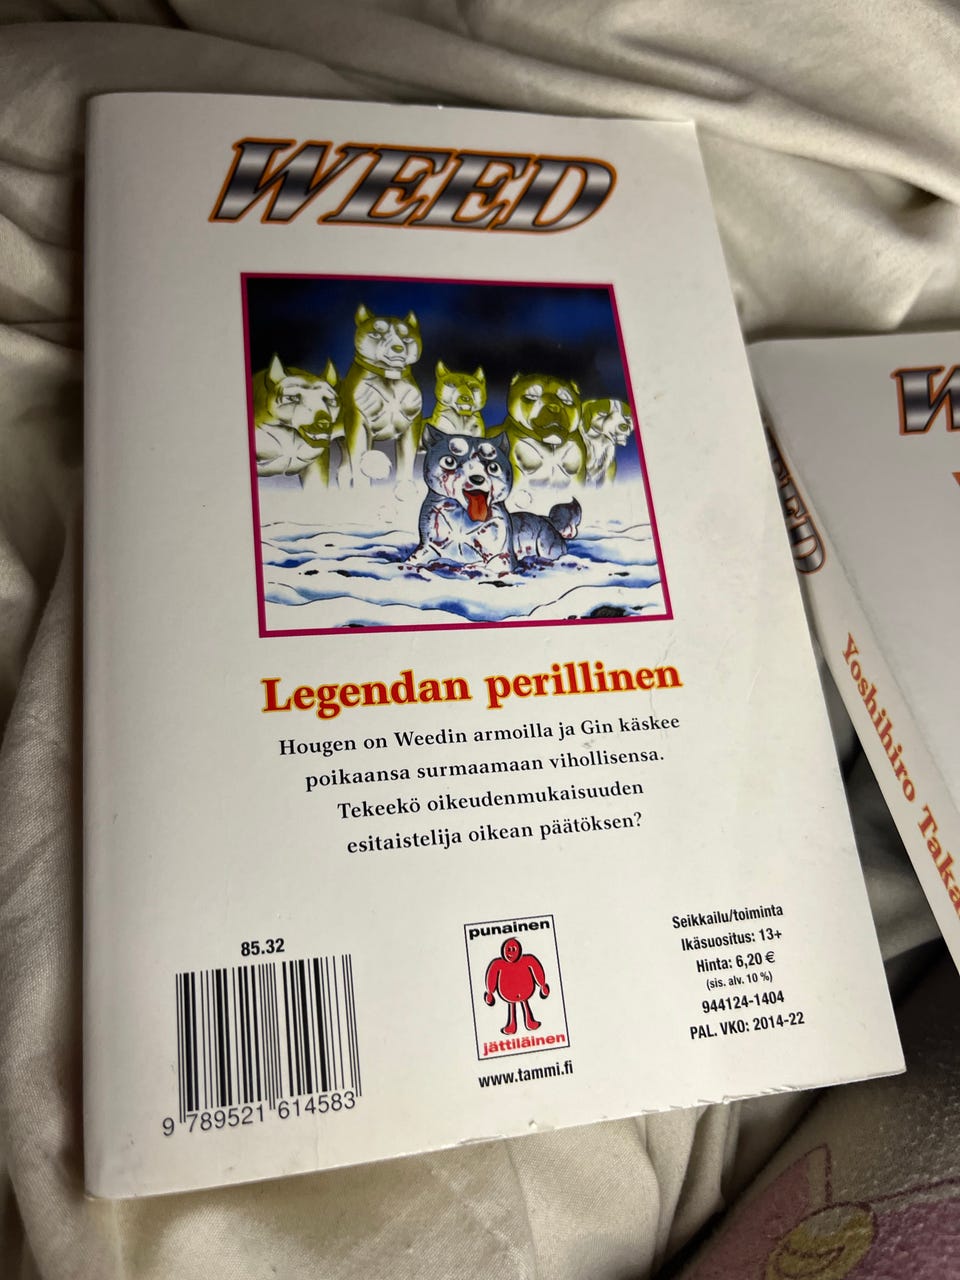 WEED
Legendan perillinen
Hougen on Weedin armoilla ja Gin käskee
poikaansa surmaamaan vihollisensa.
Tekeekö oikeudenmukaisuuden
esitaistelija oikean päätöksen?
85.32
9 789521 614583
punainen
jättiläinen
www.tammi.fi
Seikkailu/toiminta
Ikäsuositus: 13+
Hinta: 6,20 €
(sis. alv. 10 %)
944124-1404
PAL. VKO: 2014-22
Yoshihiro